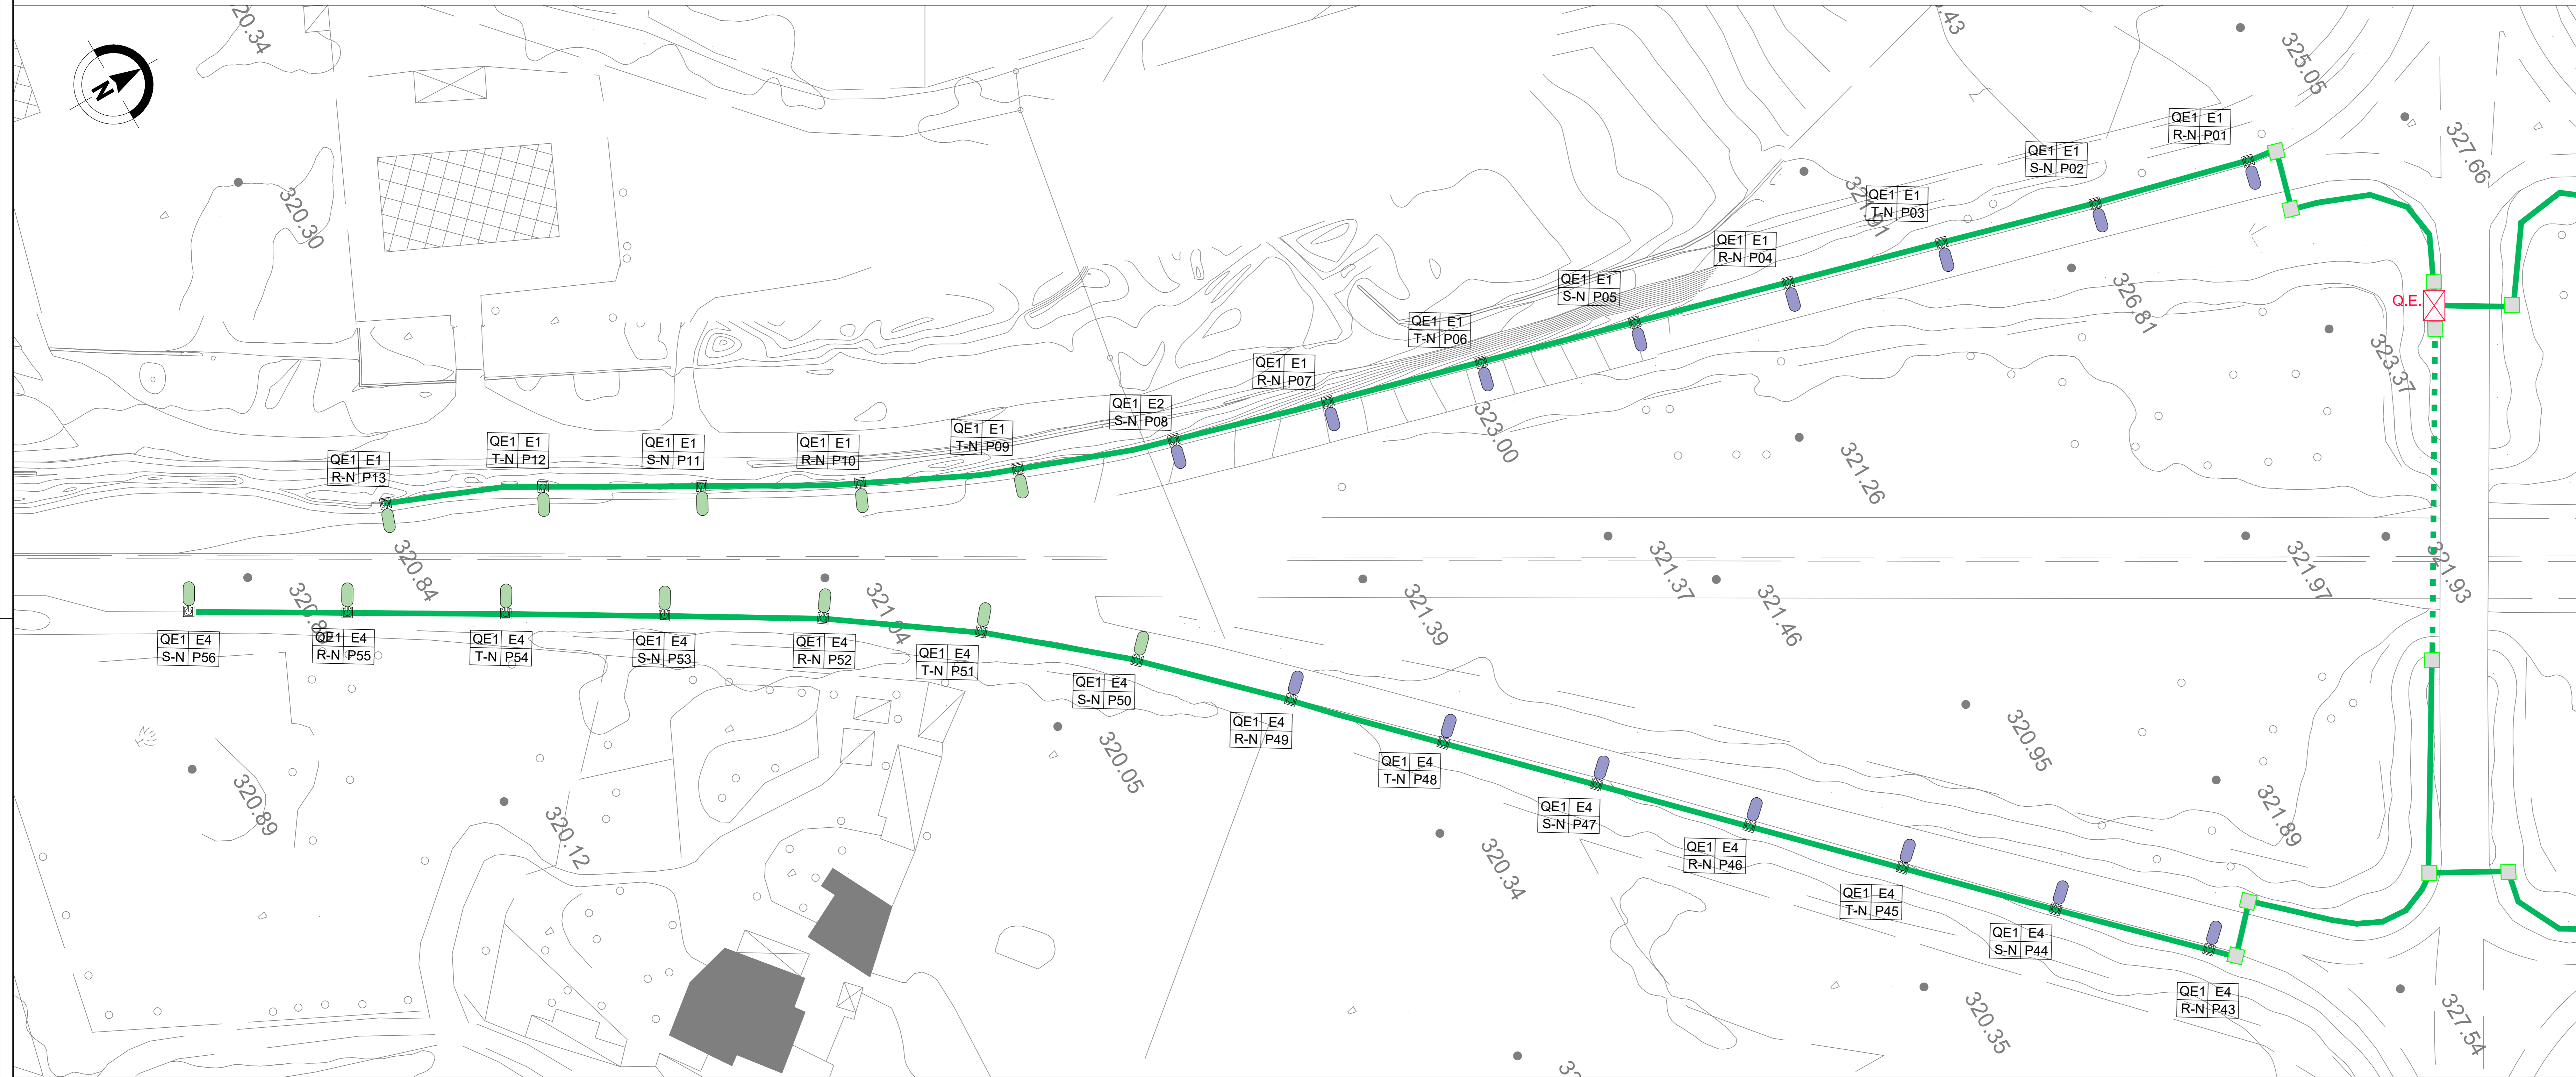 320.34
N
325.05
327.66
QE1 E1
R-N P01
QE1 E1
S-N P02
QE1 E1
T-N P03
320.30
QE1 E1
R-N P04
QE1 E1
S-N P05
Q.E.
326.81
QE1 E1
T-N P06
323.37
QE1 E1
R-N P07
QE1 E2
S-N P08
323.00
QE1 E1
T-N P09
QE1 E1
R-N P10
QE1 E1
S-N P11
QE1 E1
T-N P12
QE1 E1
R-N P13
321.26
320.84
321.37
321.97
321.93
321.39
321.46
QE1 E4
S-N P56
QE1 E4
R-N P55
QE1 E4
T-N P54
QE1 E4
S-N P53
QE1 E4
R-N P52
QE1 E4
T-N P51
QE1 E4
S-N P50
QE1 E4
R-N P49
QE1 E4
T-N P48
320.05
320.95
320.89
320.12
QE1 E4
S-N P47
321.89
320.34
QE1 E4
R-N P46
QE1 E4
T-N P45
QE1 E4
S-N P44
QE1 E4
R-N P43
320.35
327.54